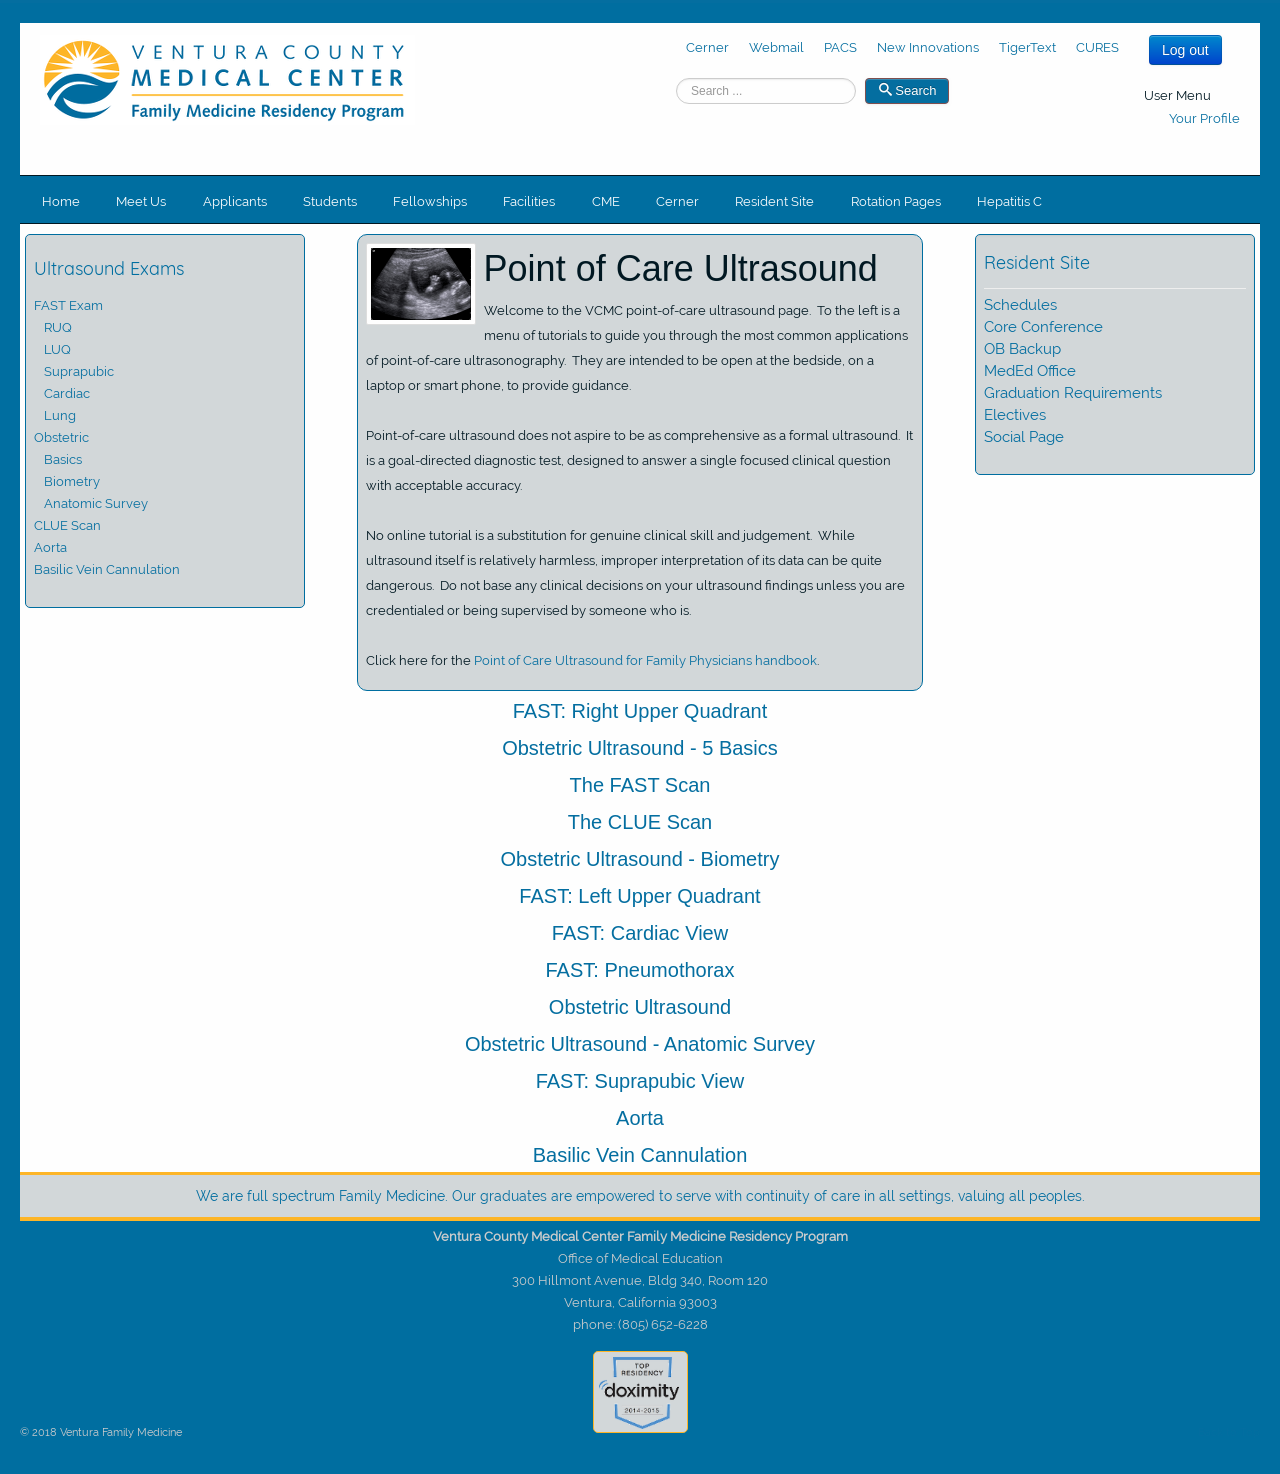 VENTURA COUNTY
MEDICAL CENTER
Family Medicine Residency Program
Cerner Webmail PACS New Innovations TigerText CURES
Log out
Search ...
Search
User Menu
Your Profile
Home Meet Us Applicants Students Fellowships Facilities CME Cerner Resident Site Rotation Pages Hepatitis C
Ultrasound Exams
FAST Exam
RUQ
LUQ
Suprapubic
Cardiac
Lung
Obstetric
Basics
Biometry
Anatomic Survey
CLUE Scan
Aorta
Basilic Vein Cannulation
Point of Care Ultrasound
Welcome to the VCMC point-of-care ultrasound page. To the left is a
menu of tutorials to guide you through the most common applications
of point-of-care ultrasonography. They are intended to be open at the bedside, on a
laptop or smart phone, to provide guidance.
Point-of-care ultrasound does not aspire to be as comprehensive as a formal ultrasound. It
is a goal-directed diagnostic test, designed to answer a single focused clinical question
with acceptable accuracy.
No online tutorial is a substitution for genuine clinical skill and judgement. While
ultrasound itself is relatively harmless, improper interpretation of its data can be quite
dangerous. Do not base any clinical decisions on your ultrasound findings unless you are
credentialed or being supervised by someone who is.
Click here for the Point of Care Ultrasound for Family Physicians handbook.
Resident Site
Schedules
Core Conference
OB Backup
MedEd Office
Graduation Requirements
Electives
Social Page
FAST: Right Upper Quadrant
Obstetric Ultrasound - 5 Basics
The FAST Scan
The CLUE Scan
Obstetric Ultrasound - Biometry
FAST: Left Upper Quadrant
FAST: Cardiac View
FAST: Pneumothorax
Obstetric Ultrasound
Obstetric Ultrasound - Anatomic Survey
FAST: Suprapubic View
Aorta
Basilic Vein Cannulation
We are full spectrum Family Medicine. Our graduates are empowered to serve with continuity of care in all settings, valuing all peoples.
Ventura County Medical Center Family Medicine Residency Program
Office of Medical Education
300 Hillmont Avenue, Bldg 340, Room 120
Ventura, California 93003
phone: (805) 652-6228
TOP
RESIDENCY
doximity
2014-2015
© 2018 Ventura Family Medicine